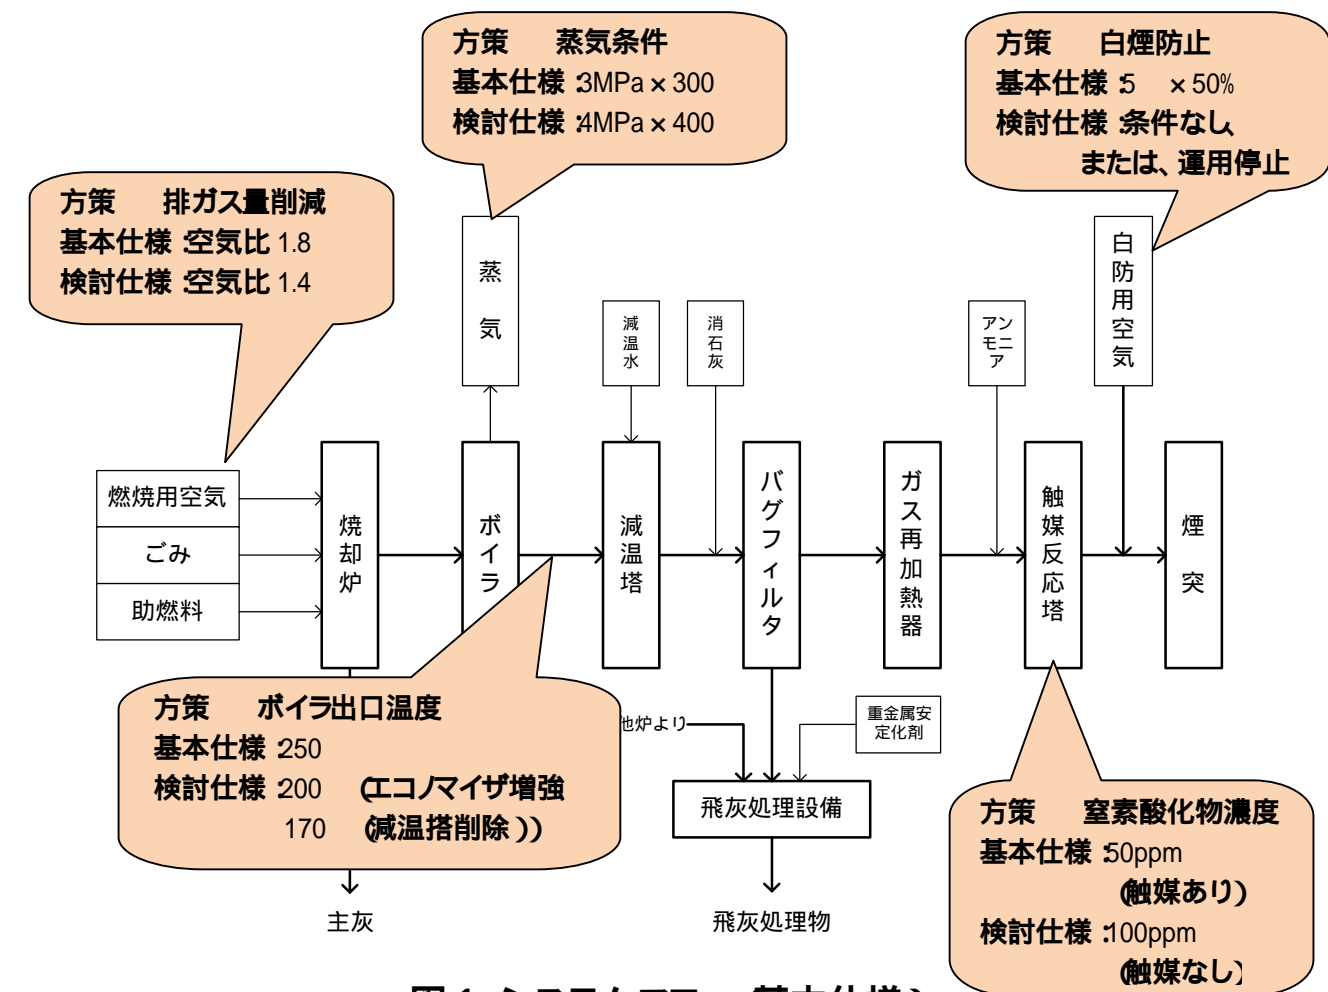 方策 蒸気条件
基本仕様:3MPa×300
検討仕様:4MPa×400
方策 白煙防止
基本仕様:5 ×50%
検討仕様:条件なし、
または、運用停止
方策 排ガス量削減
基本仕様:空気比 1.8
検討仕様:空気比 1.4
蒸気
減温水
消石灰
アンモニア
白防用空気
燃焼用空気
ごみ
助燃料
焼却炉
ボイラ
減温塔
バグフィルタ
ガス再加熱器
触媒反応塔
煙突
方策 ボイラ出口温度
基本仕様:250
検討仕様:200 (エコノマイザ増強
170 (減温搭削除))
他炉より
重金属安
定化剤
飛灰処理設備
方策 窒素酸化物濃度
基本仕様:50ppm
(触媒あり)
検討仕様:100ppm
(触媒なし)
主灰
飛灰処理物